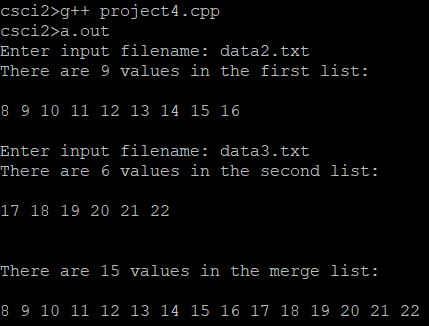 csci2>g++ project4.cpp
csci2>a.out
Enter input filename: data2.txt
There are 9 values in the first list:
8 9 10 11 12 13 14 15 16
Enter input filename: data3.txt
There are 6 values in the second list:
17 18 19 20 21 22
There are 15 values in the merge list:
8 9 10 11 12 13 14 15 16 17 18 19 20 21 22